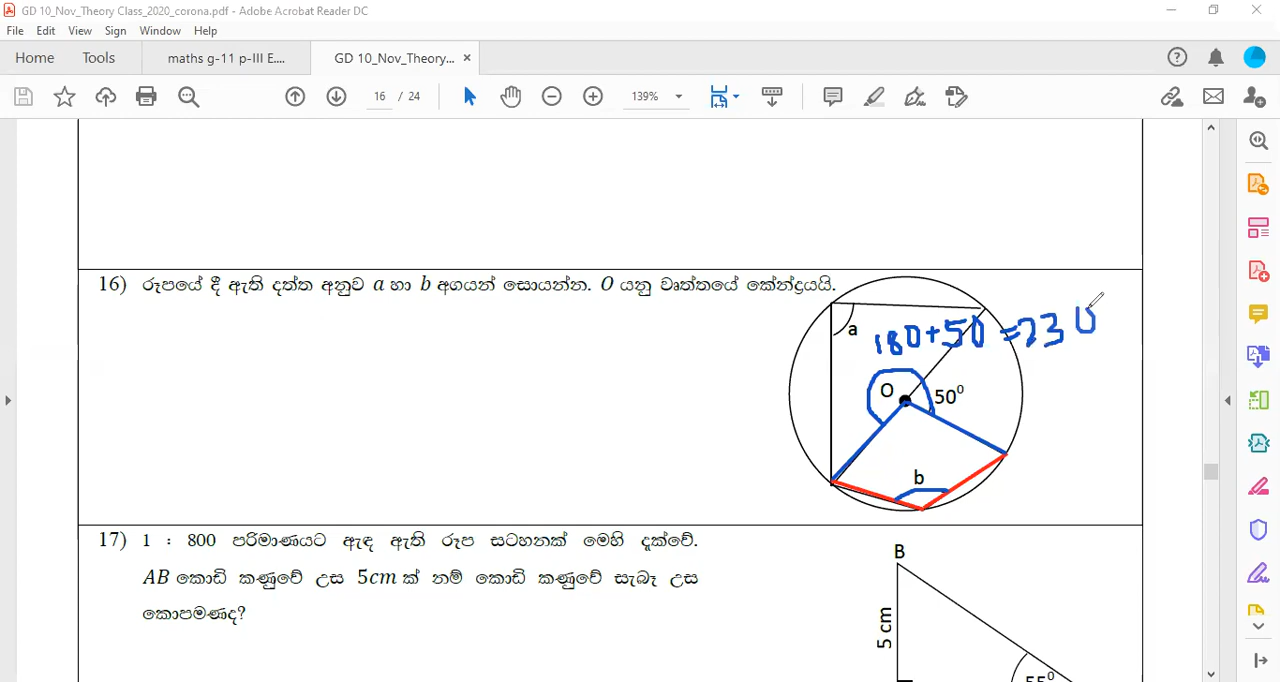 GD 10_Nov_Theory Class_2020_corona.pdf - Adobe Acrobat Reader DC
File Edit View Sign Window Help
Home Tools maths g-11 p-III E.... GD 10_Nov_Theory... ×
16 / 24 139%
16) රූපයේ දී ඇති දත්ත අනුව a හා b අගයන් සොයන්න. O යනු වෘත්තයේ කේන්ද්‍රයයි.
a
180+50 =230
O
50⁰
b
17) 1 : 800 පරිමාණයට ඇඳ ඇති රූප සටහනක් මෙහි දැක්වේ.
AB කොඩි කණුවේ උස 5cm ක් නම් කොඩි කණුවේ සැබෑ උස
කොපමණද?
B
5 cm
55⁰